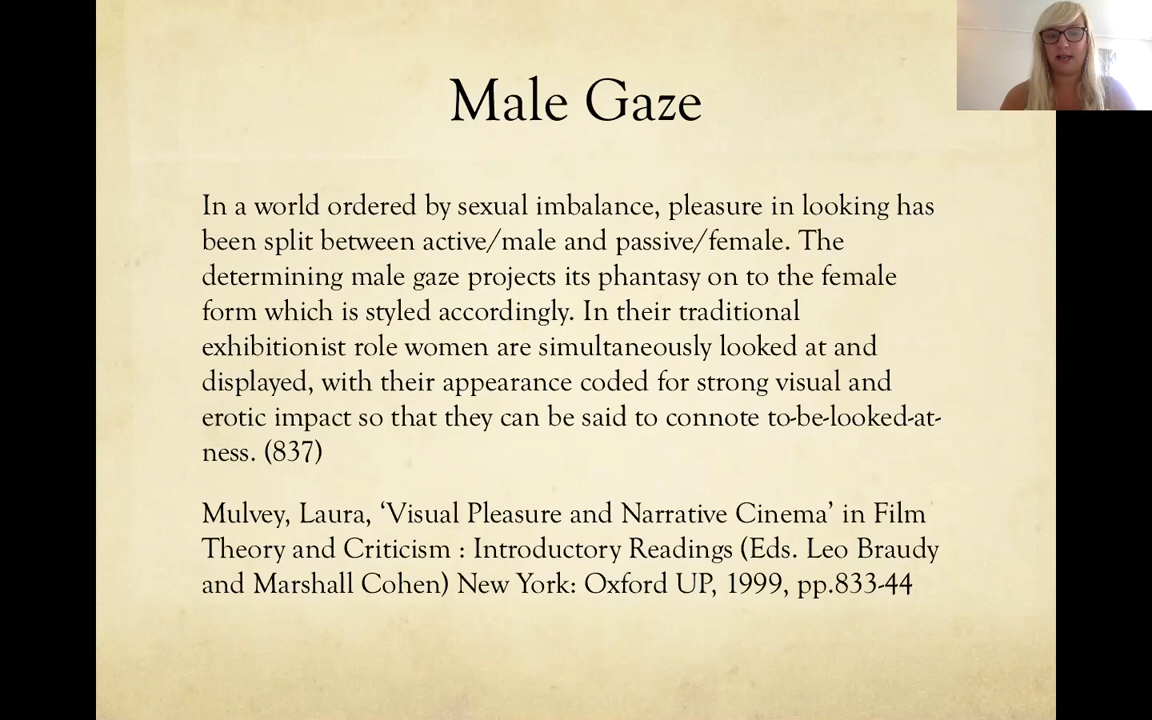 Male Gaze
In a world ordered by sexual imbalance, pleasure in looking has
been split between active/male and passive/female. The
determining male gaze projects its phantasy on to the female
form which is styled accordingly. In their traditional
exhibitionist role women are simultaneously looked at and
displayed, with their appearance coded for strong visual and
erotic impact so that they can be said to connote to-be-looked-at-
ness. (837)
Mulvey, Laura, ‘Visual Pleasure and Narrative Cinema’ in Film
Theory and Criticism : Introductory Readings (Eds. Leo Braudy
and Marshall Cohen) New York: Oxford UP, 1999, pp.833-44